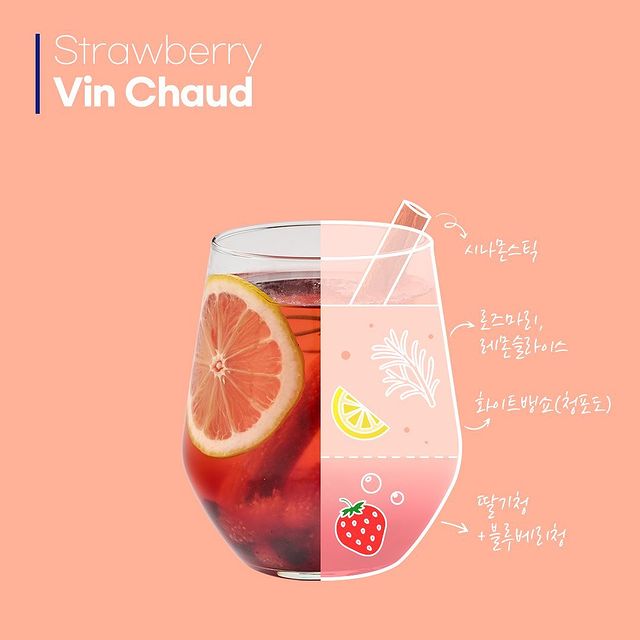 Strawberry
Vin Chaud
시나몬스틱
로즈마리,
레몬슬라이스
화이트뱅쇼(청포도)
딸기청
+블루베리청